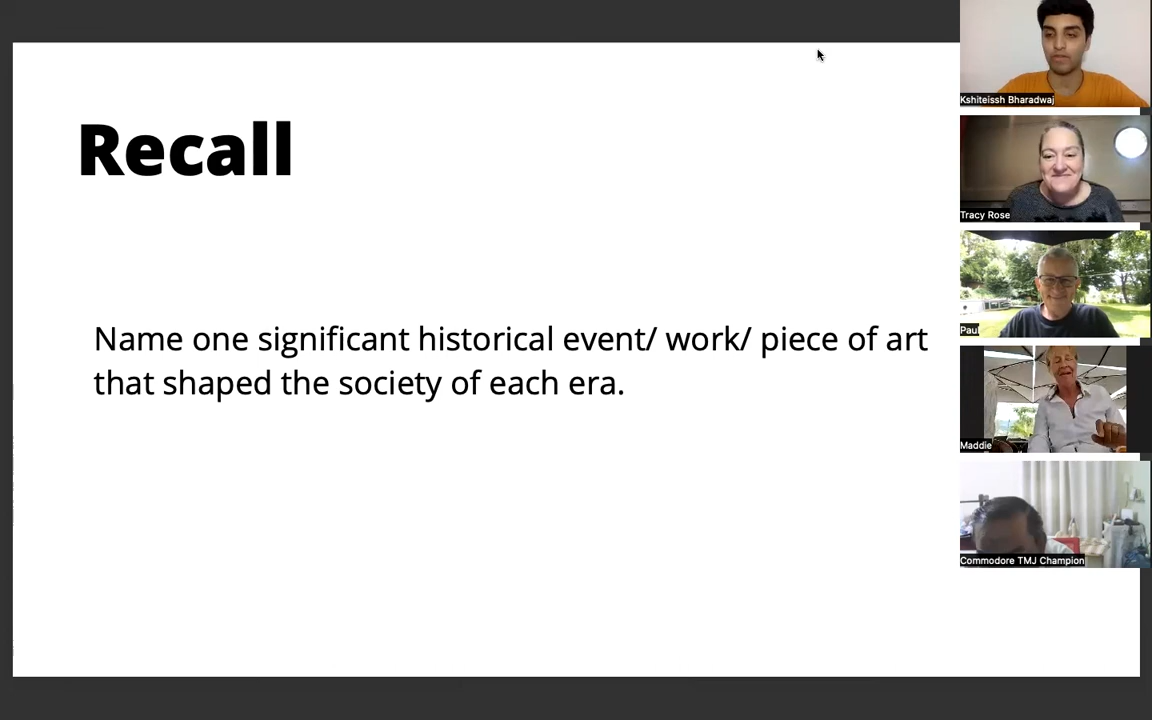 Recall
Name one significant historical event/ work/ piece of art
that shaped the society of each era.
Kshiteissh Bharadwaj
Tracy Rose
Paul
Maddie
Commodore TMJ Champion